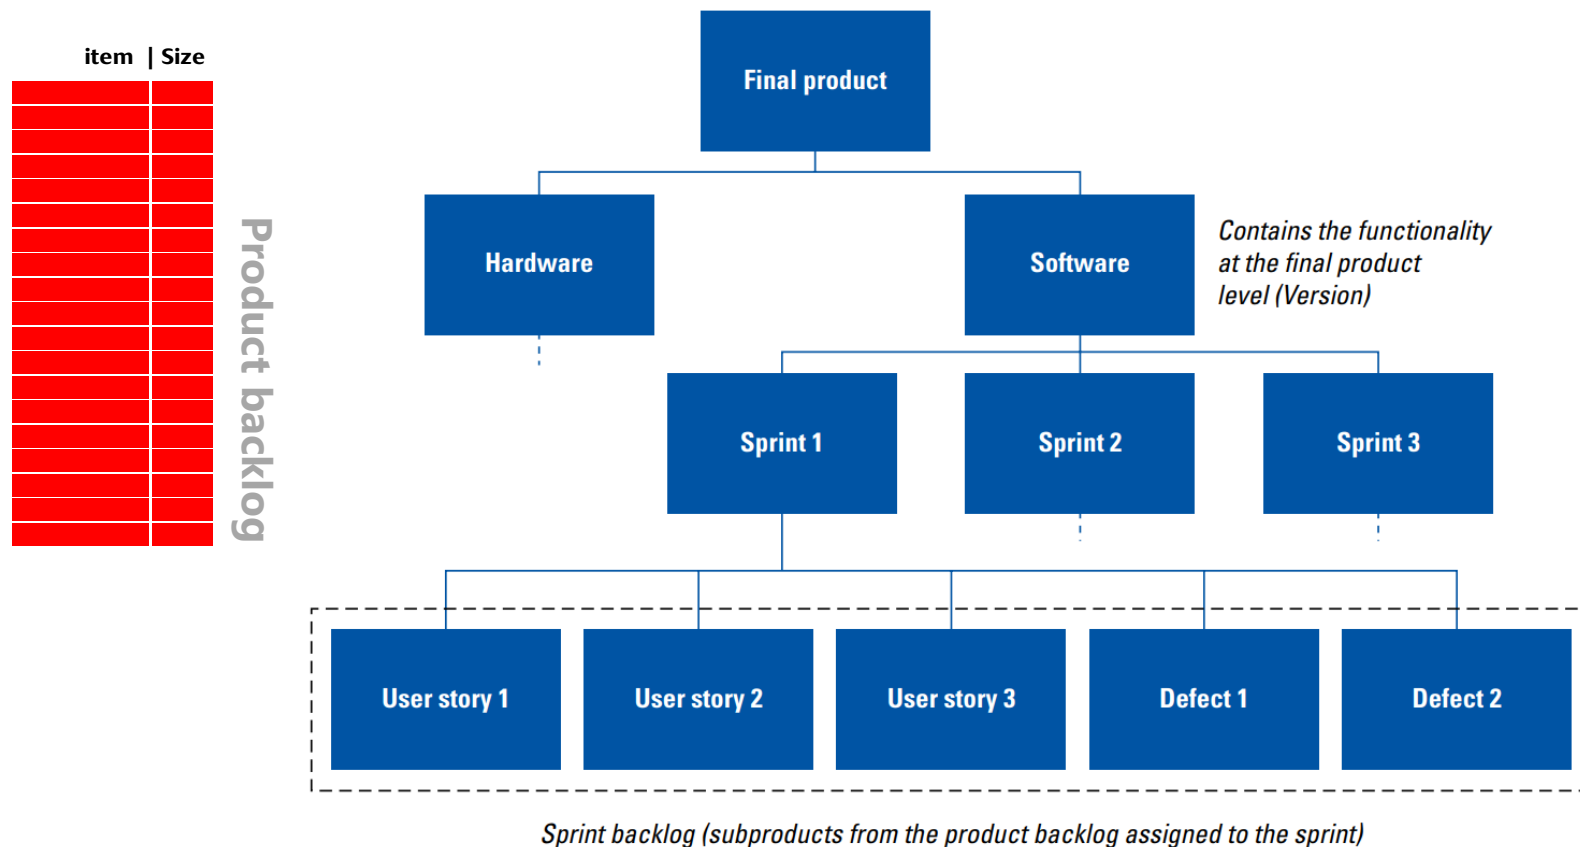 item | Size
Product backlog
Final product
Hardware
Software
Contains the functionality
at the final product
level (Version)
Sprint 1
Sprint 2
Sprint 3
User story 1
User story 2
User story 3
Defect 1
Defect 2
Sprint backlog (subproducts from the product backlog assigned to the sprint)